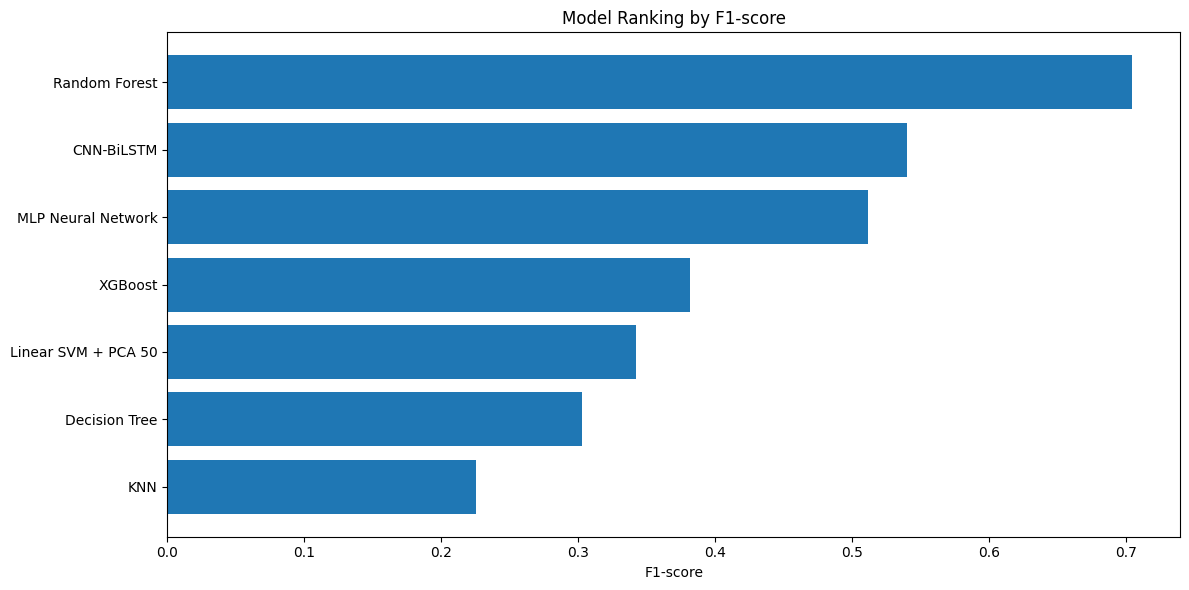 Model Ranking by F1-score
Random Forest
CNN-BiLSTM
MLP Neural Network
XGBoost
Linear SVM + PCA 50
Decision Tree
KNN
0.0 0.1 0.2 0.3 0.4 0.5 0.6 0.7
F1-score